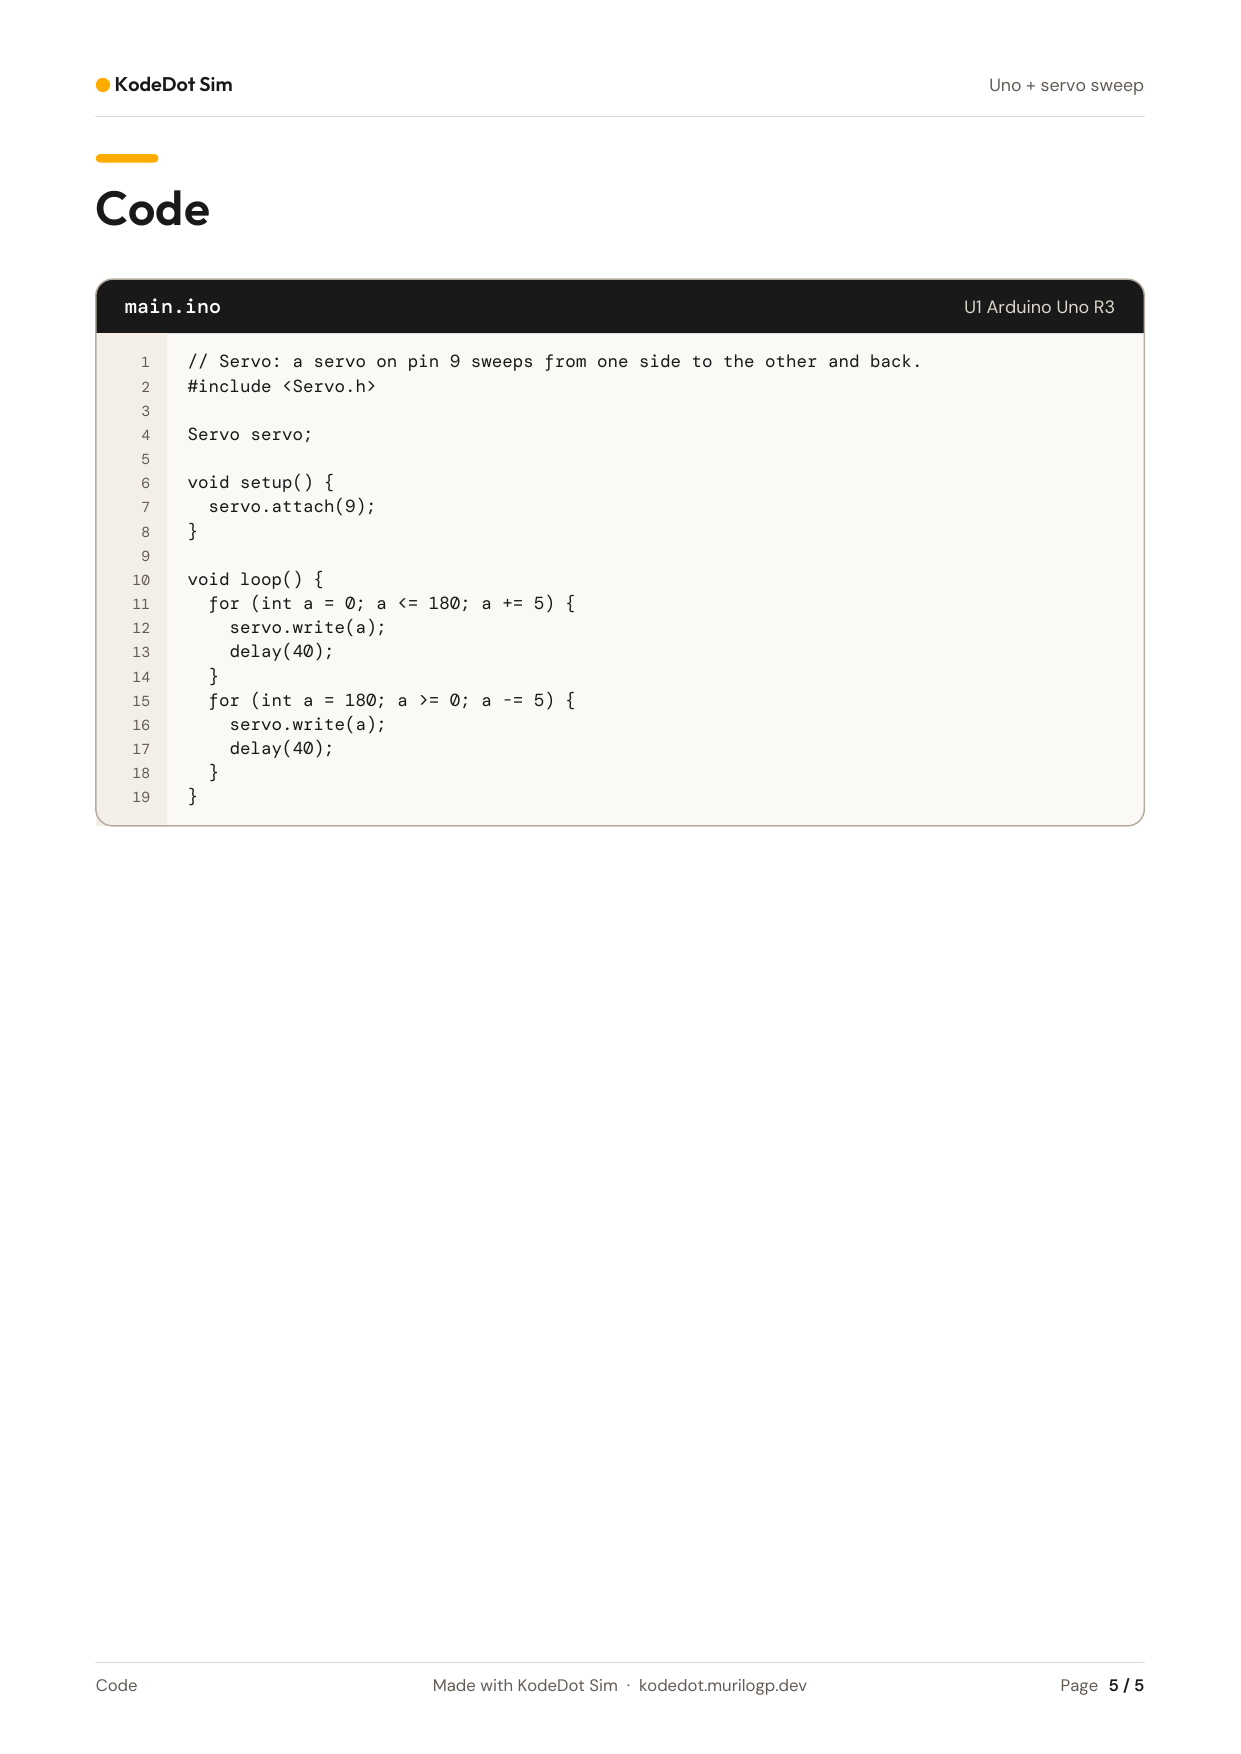 KodeDot Sim
Uno + servo sweep
Code
main.ino
U1 Arduino Uno R3
1 // Servo: a servo on pin 9 sweeps from one side to the other and back.
2 #include <Servo.h>
3
4 Servo servo;
5
6 void setup() {
7   servo.attach(9);
8 }
9
10 void loop() {
11   for (int a = 0; a <= 180; a += 5) {
12     servo.write(a);
13     delay(40);
14   }
15   for (int a = 180; a >= 0; a -= 5) {
16     servo.write(a);
17     delay(40);
18   }
19 }
Code
Made with KodeDot Sim · kodedot.murilogp.dev
Page 5 / 5